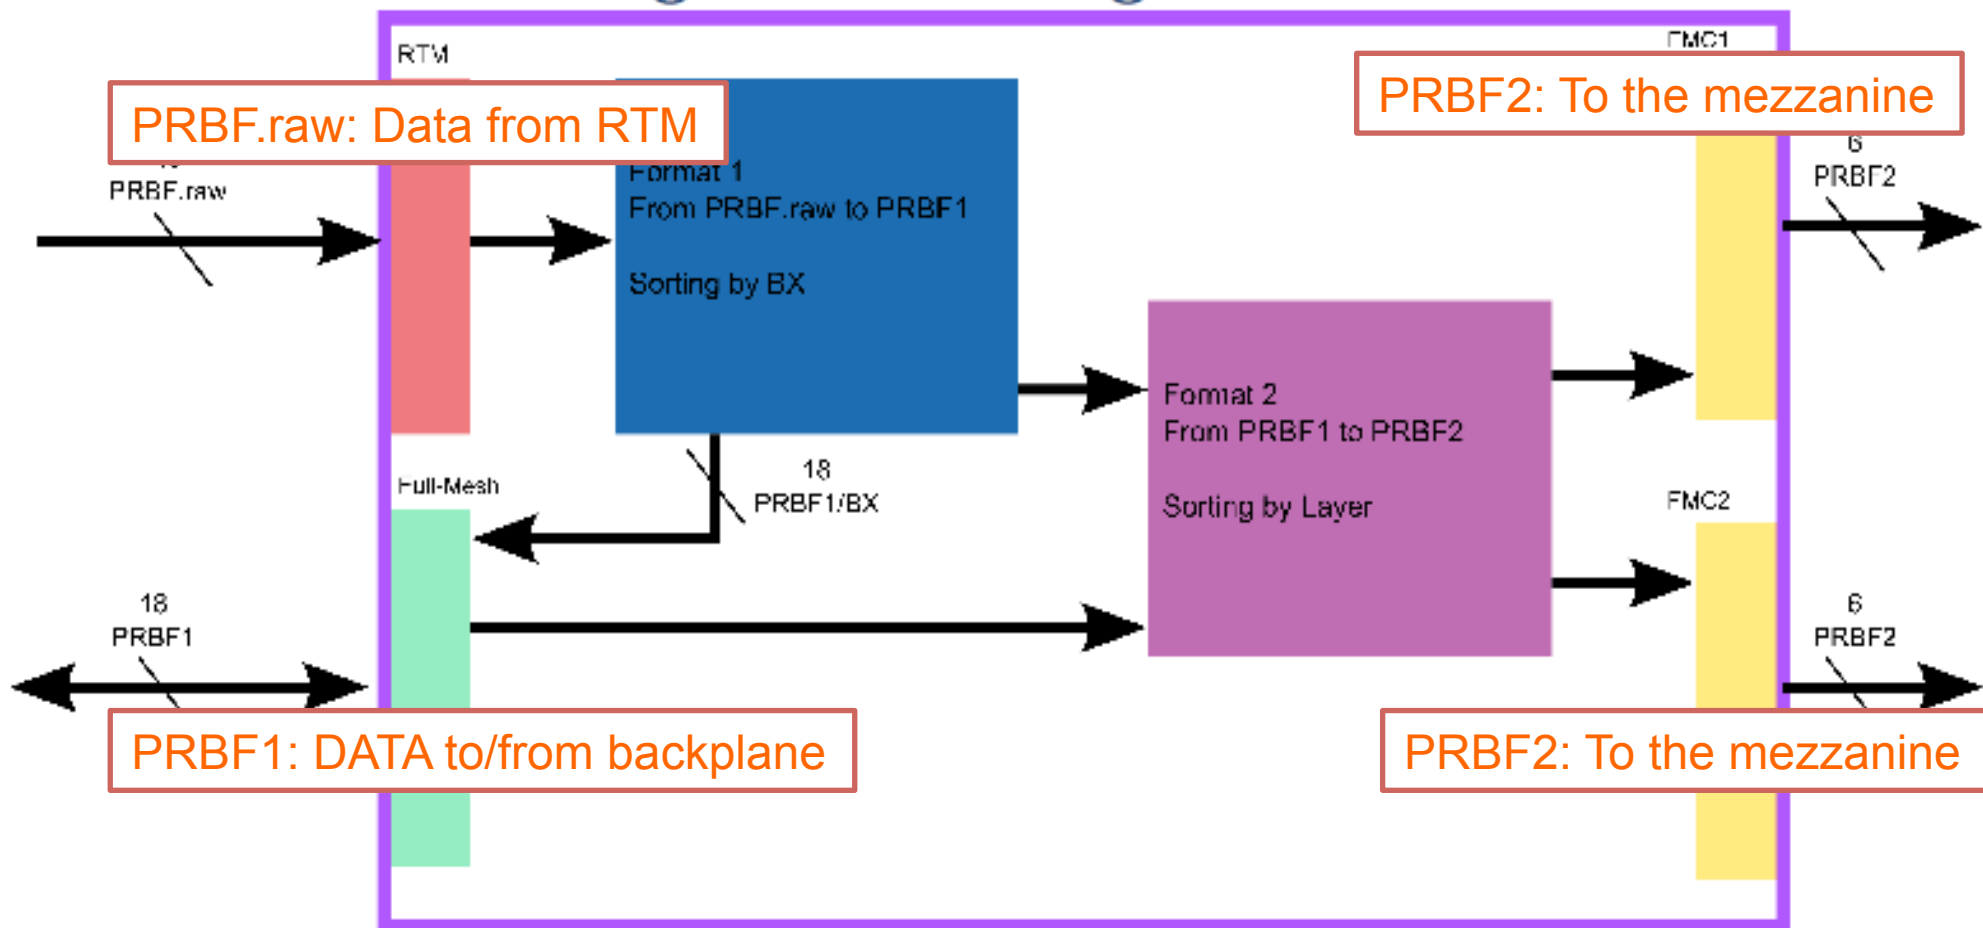 RTM
FMC1
PRBF.raw: Data from RTM
PRBF2: To the mezzanine
PRBF.raw
6
PRBF2
Format 1
From PRBF.raw to PRBF1
Sorting by BX
Format 2
From PRBF1 to PRBF2
Sorting by Layer
18
PRBF1/BX
Full-Mesh
FMC2
18
PRBF1
6
PRBF2
PRBF1: DATA to/from backplane
PRBF2: To the mezzanine